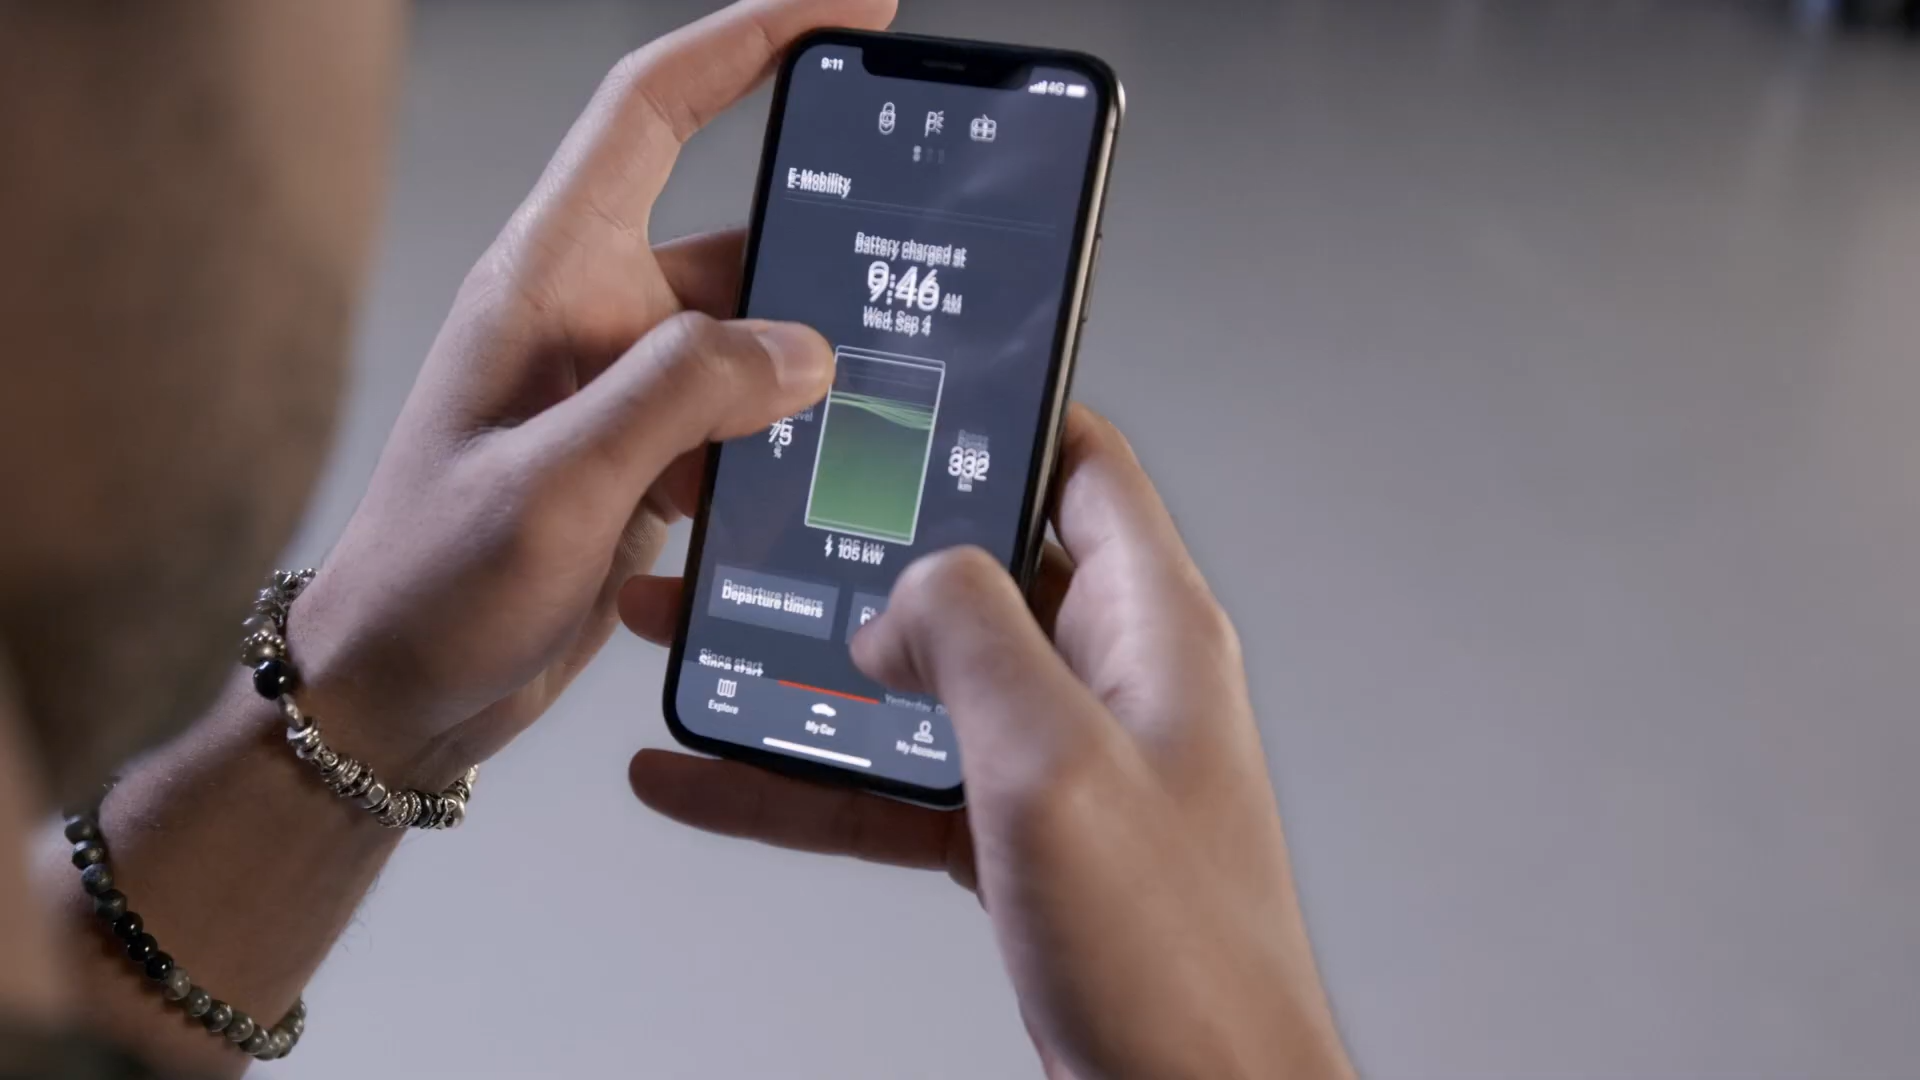 9:11
4G
E-Mobility
Battery charged at
9:46 AM
Wed, Sep 4
75
332
km
105 kW
Departure timers
Since start
Yesterday,
Explore
My Car
My Account